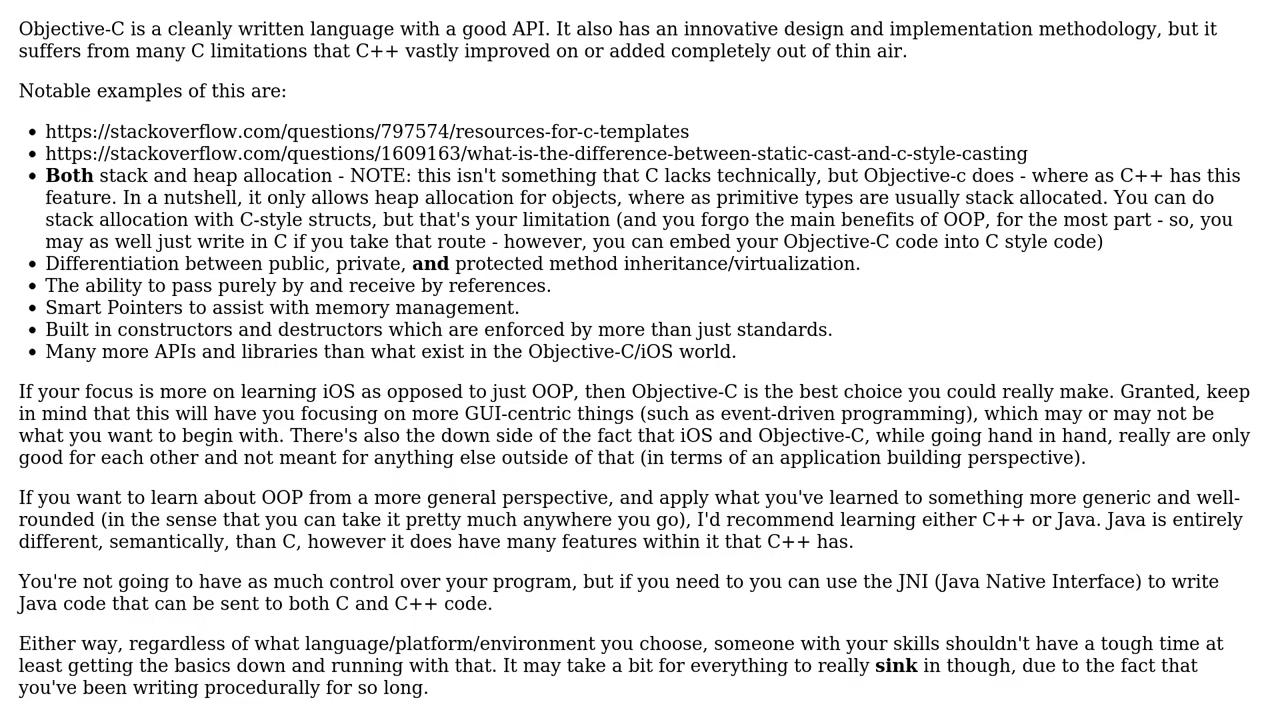 Objective-C is a cleanly written language with a good API. It also has an innovative design and implementation methodology, but it
suffers from many C limitations that C++ vastly improved on or added completely out of thin air.
Notable examples of this are:
• https://stackoverflow.com/questions/797574/resources-for-c-templates
• https://stackoverflow.com/questions/1609163/what-is-the-difference-between-static-cast-and-c-style-casting
• Both stack and heap allocation - NOTE: this isn't something that C lacks technically, but Objective-c does - where as C++ has this
feature. In a nutshell, it only allows heap allocation for objects, where as primitive types are usually stack allocated. You can do
stack allocation with C-style structs, but that's your limitation (and you forgo the main benefits of OOP, for the most part - so, you
may as well just write in C if you take that route - however, you can embed your Objective-C code into C style code)
• Differentiation between public, private, and protected method inheritance/virtualization.
• The ability to pass purely by and receive by references.
• Smart Pointers to assist with memory management.
• Built in constructors and destructors which are enforced by more than just standards.
• Many more APIs and libraries than what exist in the Objective-C/iOS world.
If your focus is more on learning iOS as opposed to just OOP, then Objective-C is the best choice you could really make. Granted, keep
in mind that this will have you focusing on more GUI-centric things (such as event-driven programming), which may or may not be
what you want to begin with. There's also the down side of the fact that iOS and Objective-C, while going hand in hand, really are only
good for each other and not meant for anything else outside of that (in terms of an application building perspective).
If you want to learn about OOP from a more general perspective, and apply what you've learned to something more generic and well-
rounded (in the sense that you can take it pretty much anywhere you go), I'd recommend learning either C++ or Java. Java is entirely
different, semantically, than C, however it does have many features within it that C++ has.
You're not going to have as much control over your program, but if you need to you can use the JNI (Java Native Interface) to write
Java code that can be sent to both C and C++ code.
Either way, regardless of what language/platform/environment you choose, someone with your skills shouldn't have a tough time at
least getting the basics down and running with that. It may take a bit for everything to really sink in though, due to the fact that
you've been writing procedurally for so long.